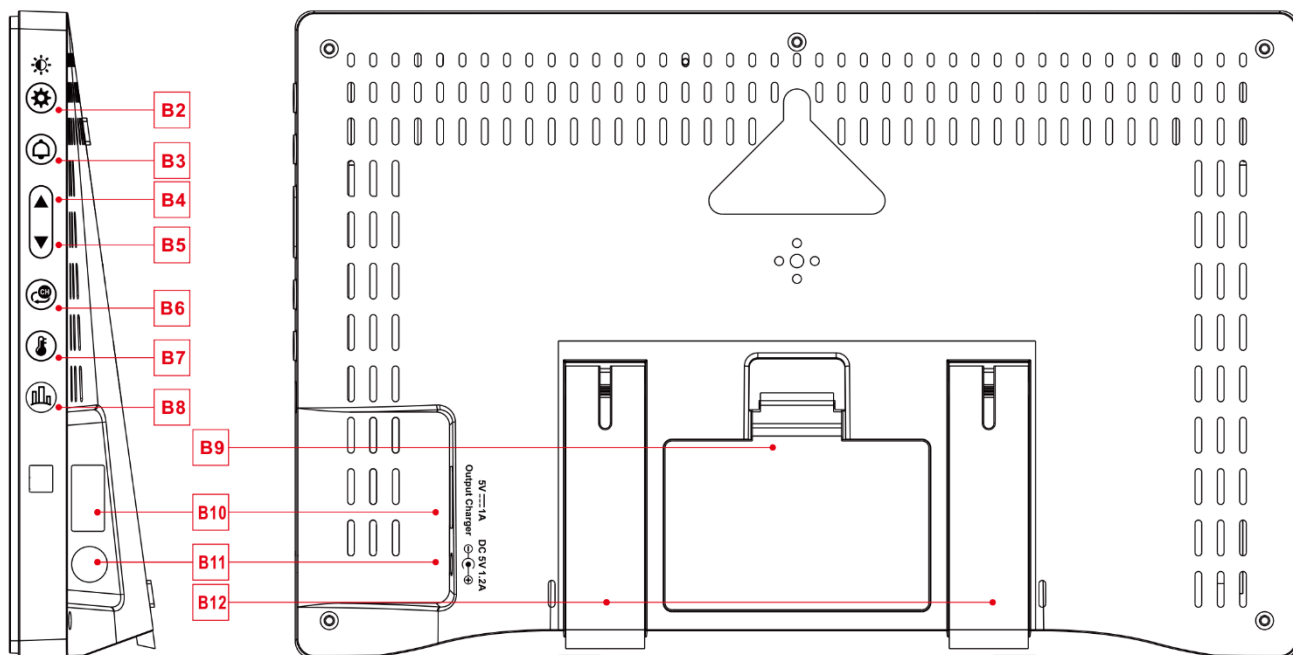 B2
B3
B4
B5
B6
CH
B7
B8
B9
B10
B11
B12
5V⎓1A
Output Charger
DC 5V 1.2A